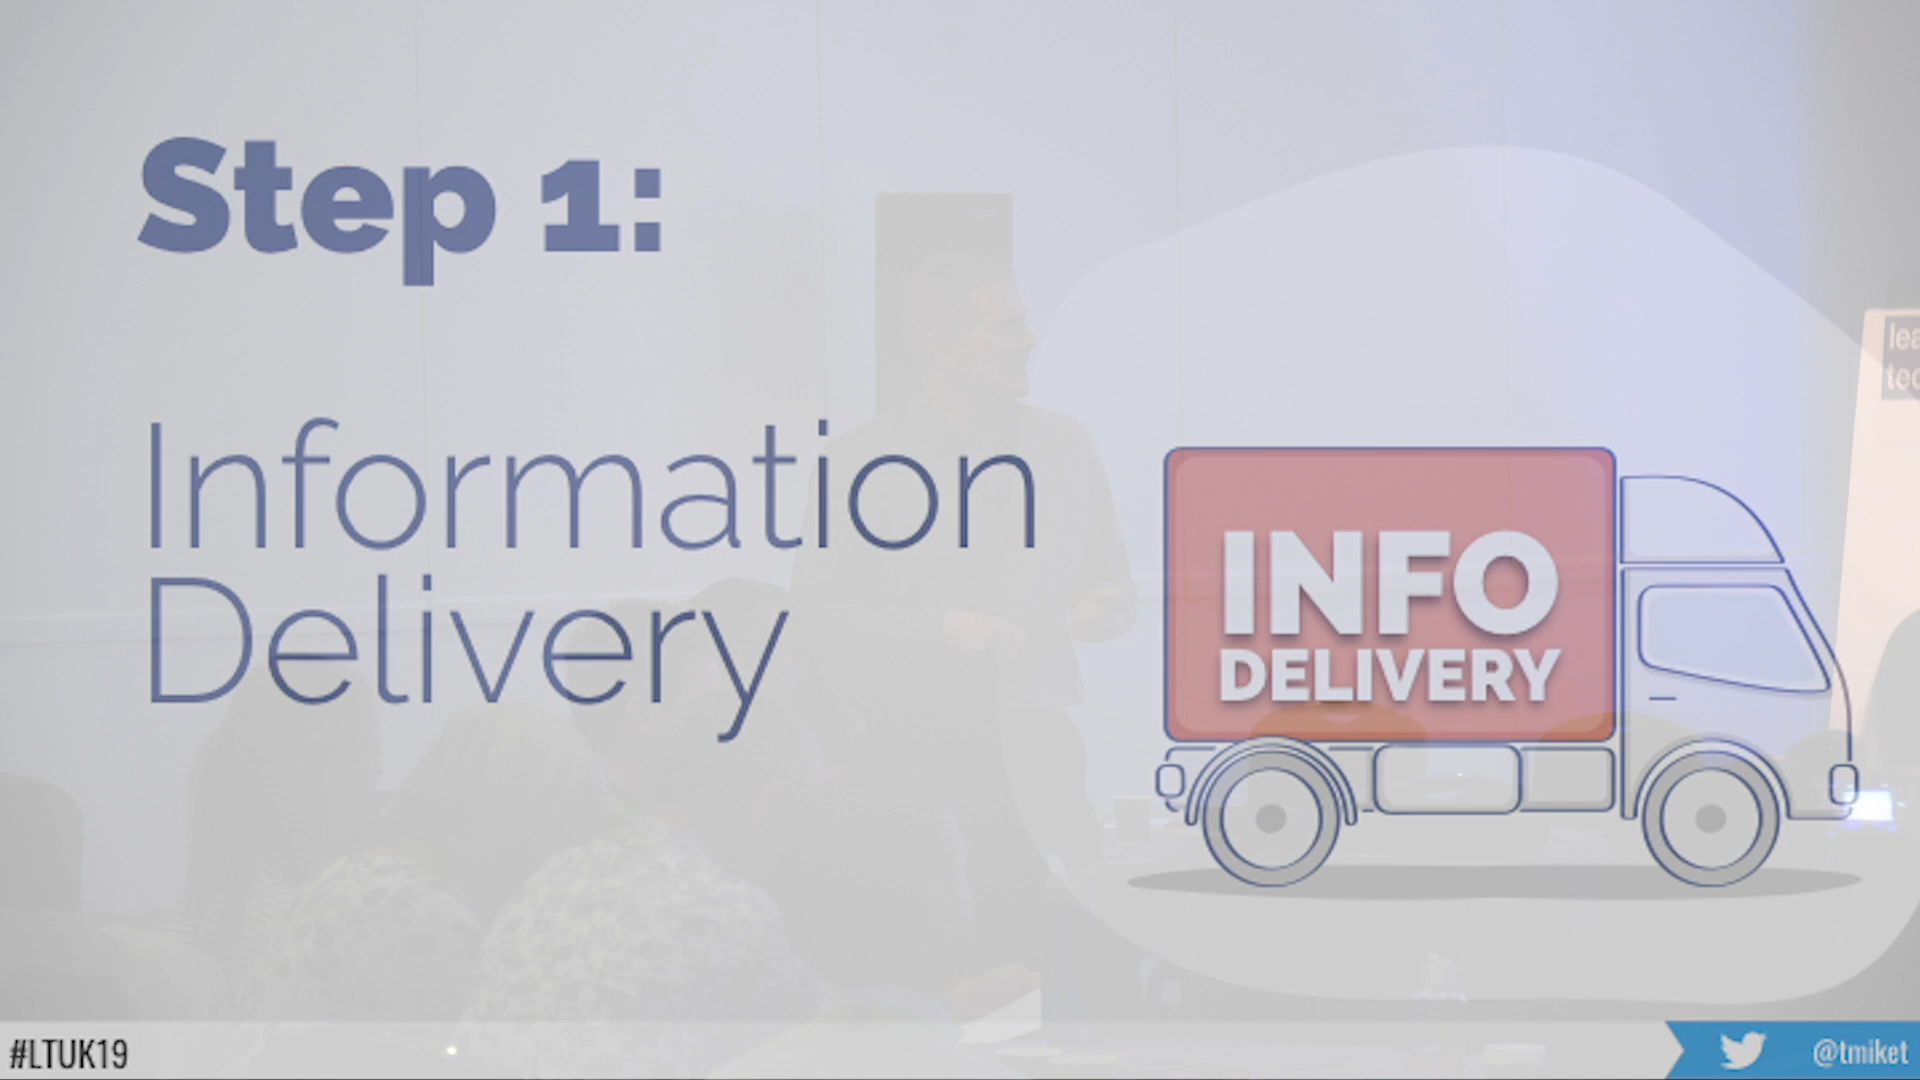 Step 1:
Information
Delivery
INFO
DELIVERY
#LTUK19
@tmiket